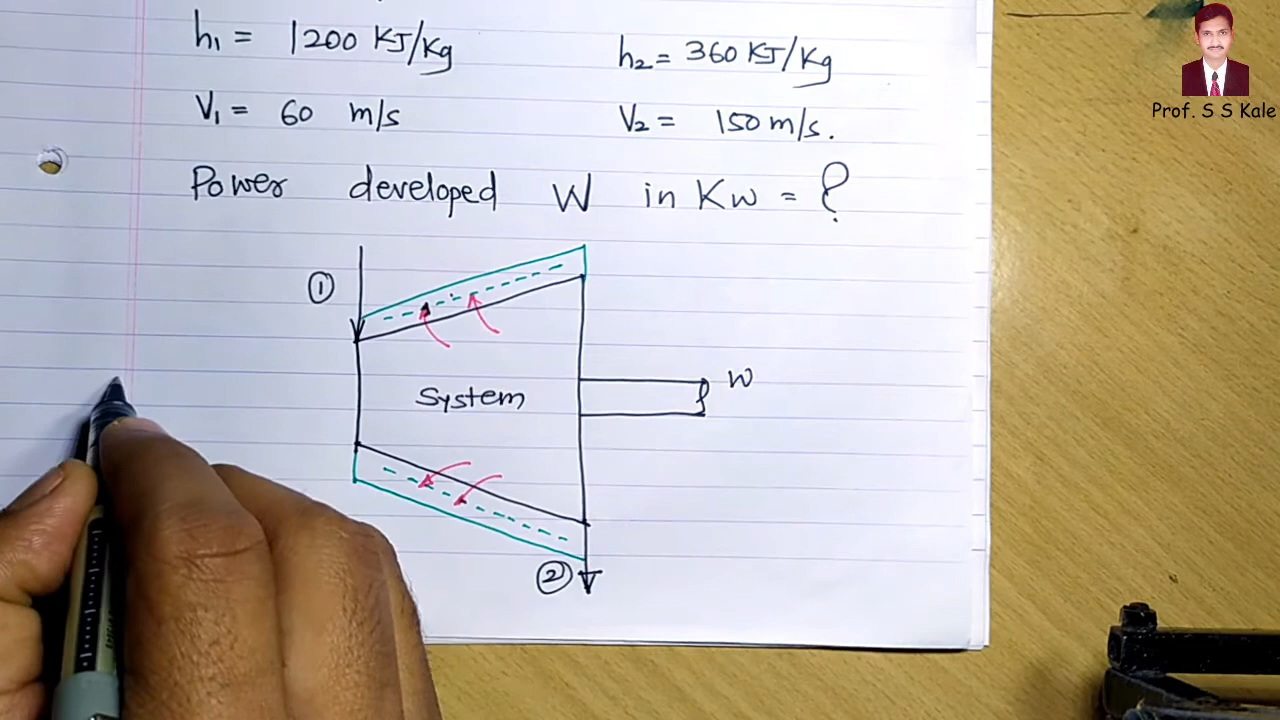 h₁ = 1200 KJ/Kg h₂ = 360 KJ/Kg
V₁ = 60 m/s V₂ = 150 m/s.
Power developed W in Kw = ?
①
System
W
②
Prof. S S Kale